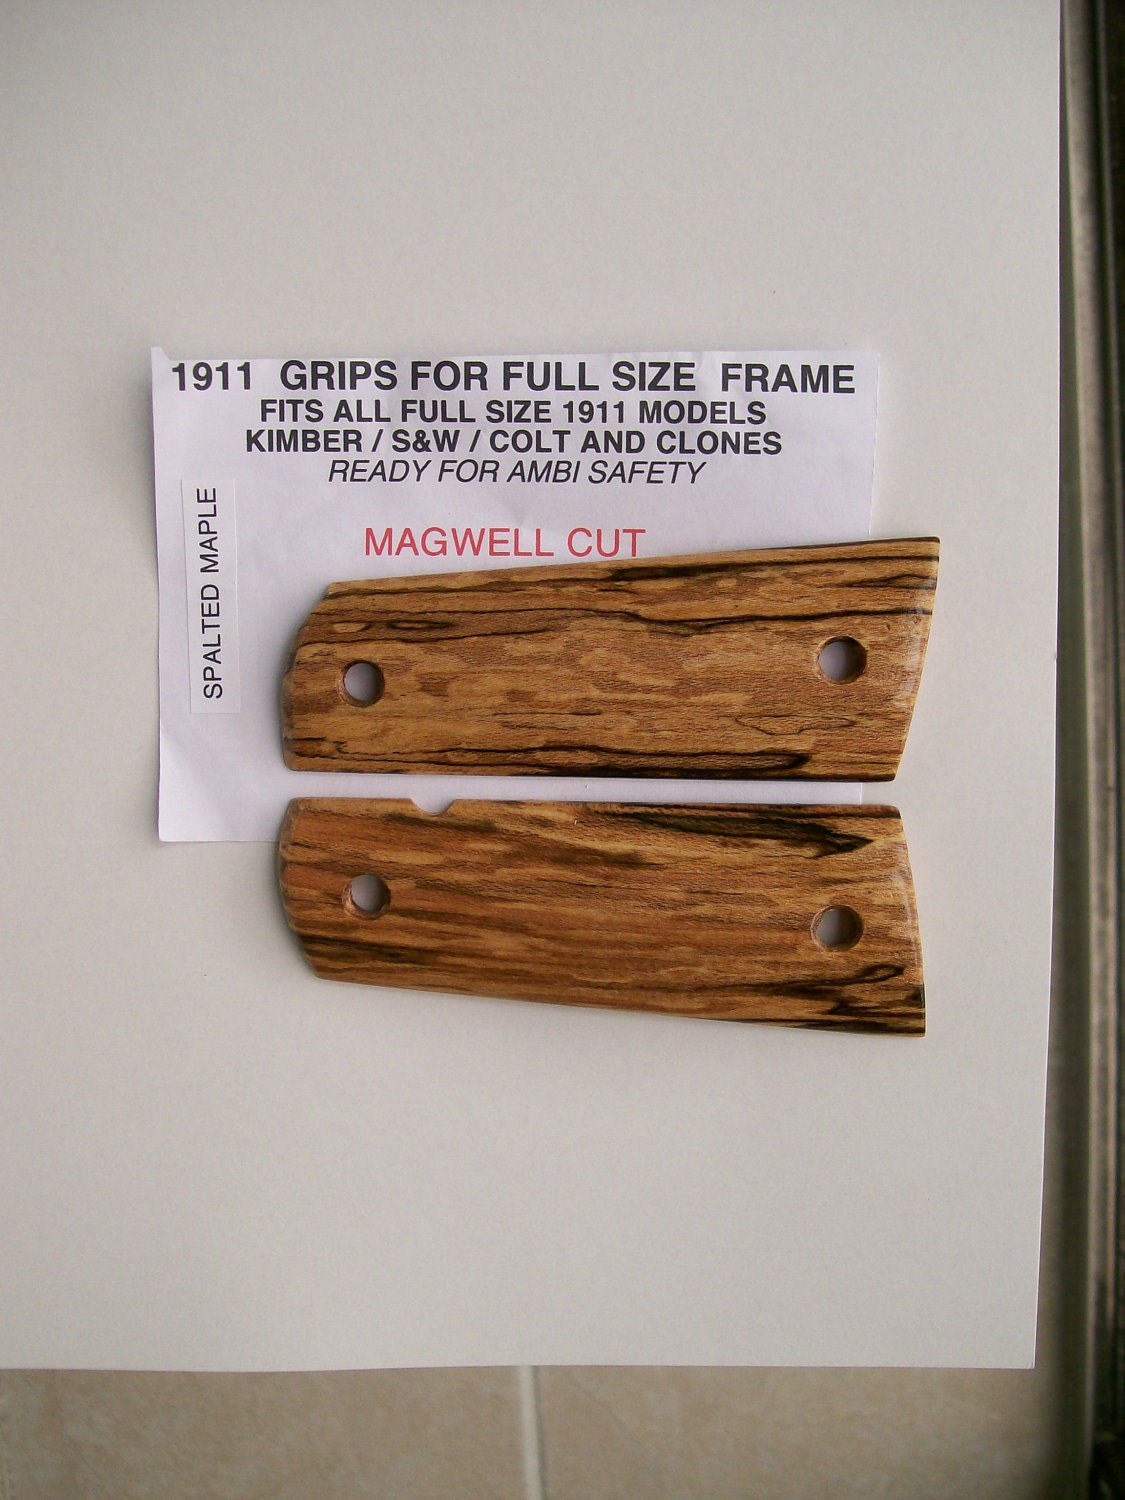 1911 GRIPS FOR FULL SIZE FRAME
FITS ALL FULL SIZE 1911 MODELS
KIMBER / S&W / COLT AND CLONES
READY FOR AMBI SAFETY
MAGWELL CUT
SPALTED MAPLE